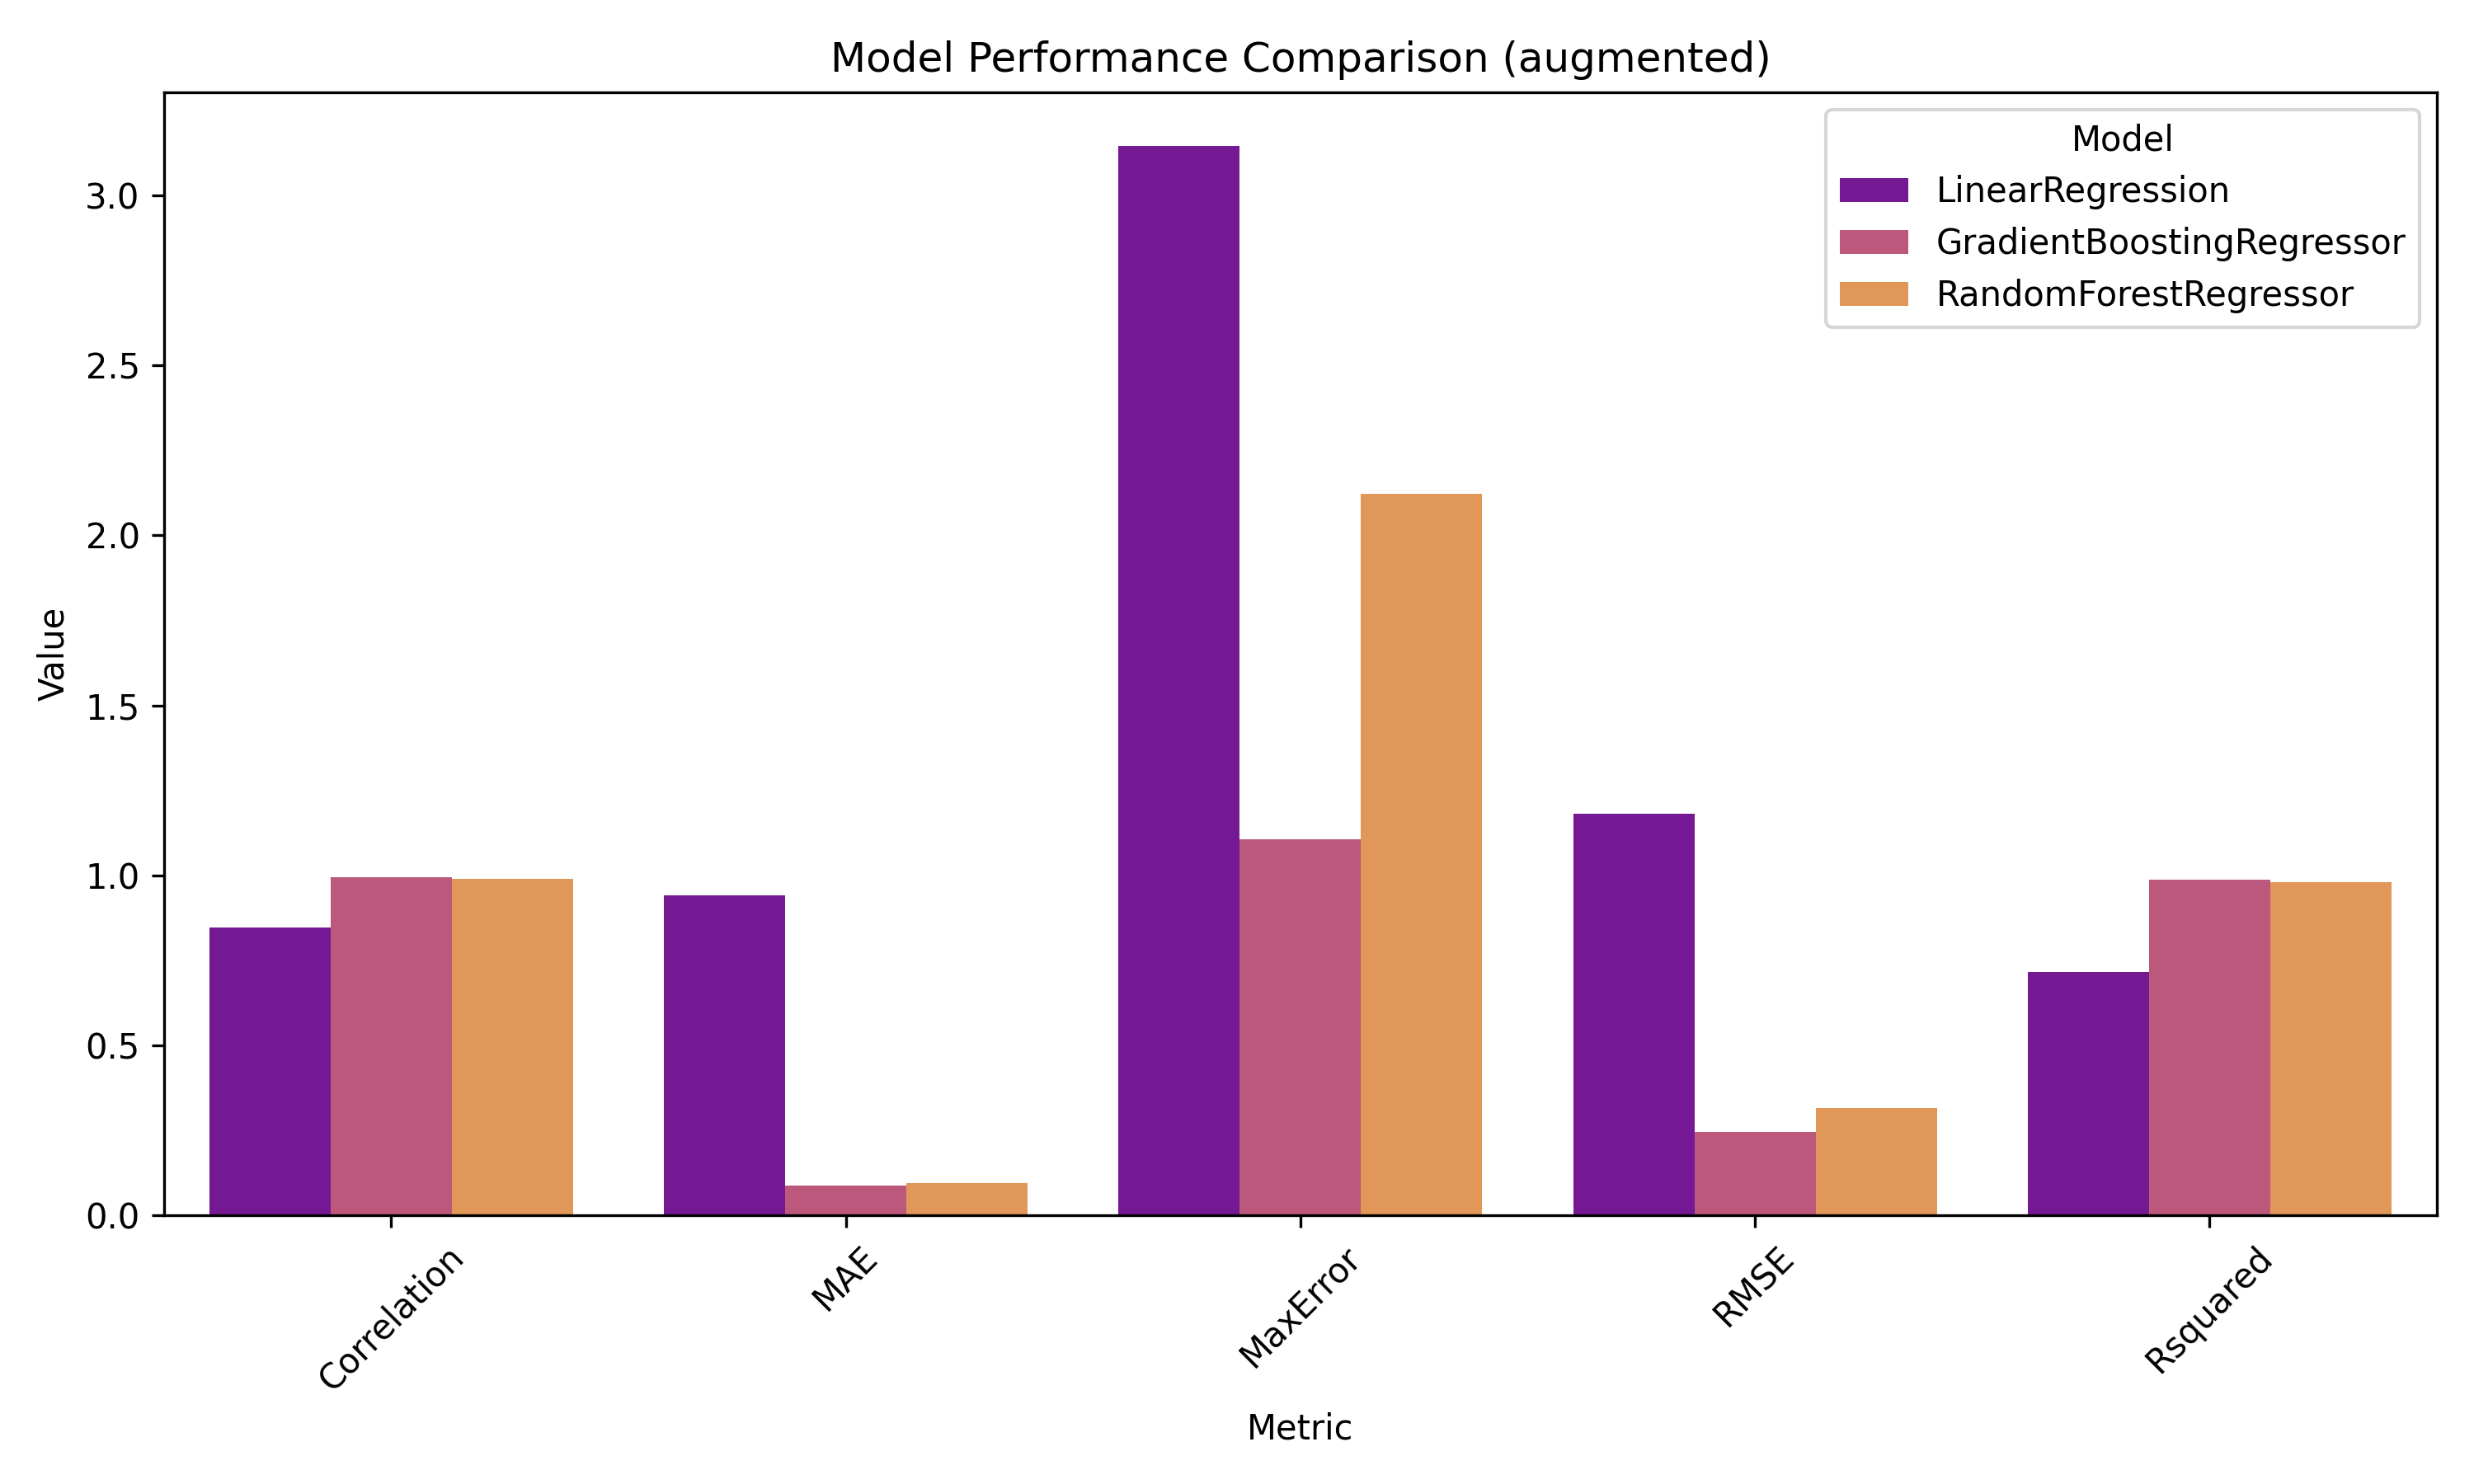 Model Performance Comparison (augmented)
Model
LinearRegression
GradientBoostingRegressor
RandomForestRegressor
Value
3.0
2.5
2.0
1.5
1.0
0.5
0.0
Correlation
MAE
MaxError
RMSE
Rsquared
Metric